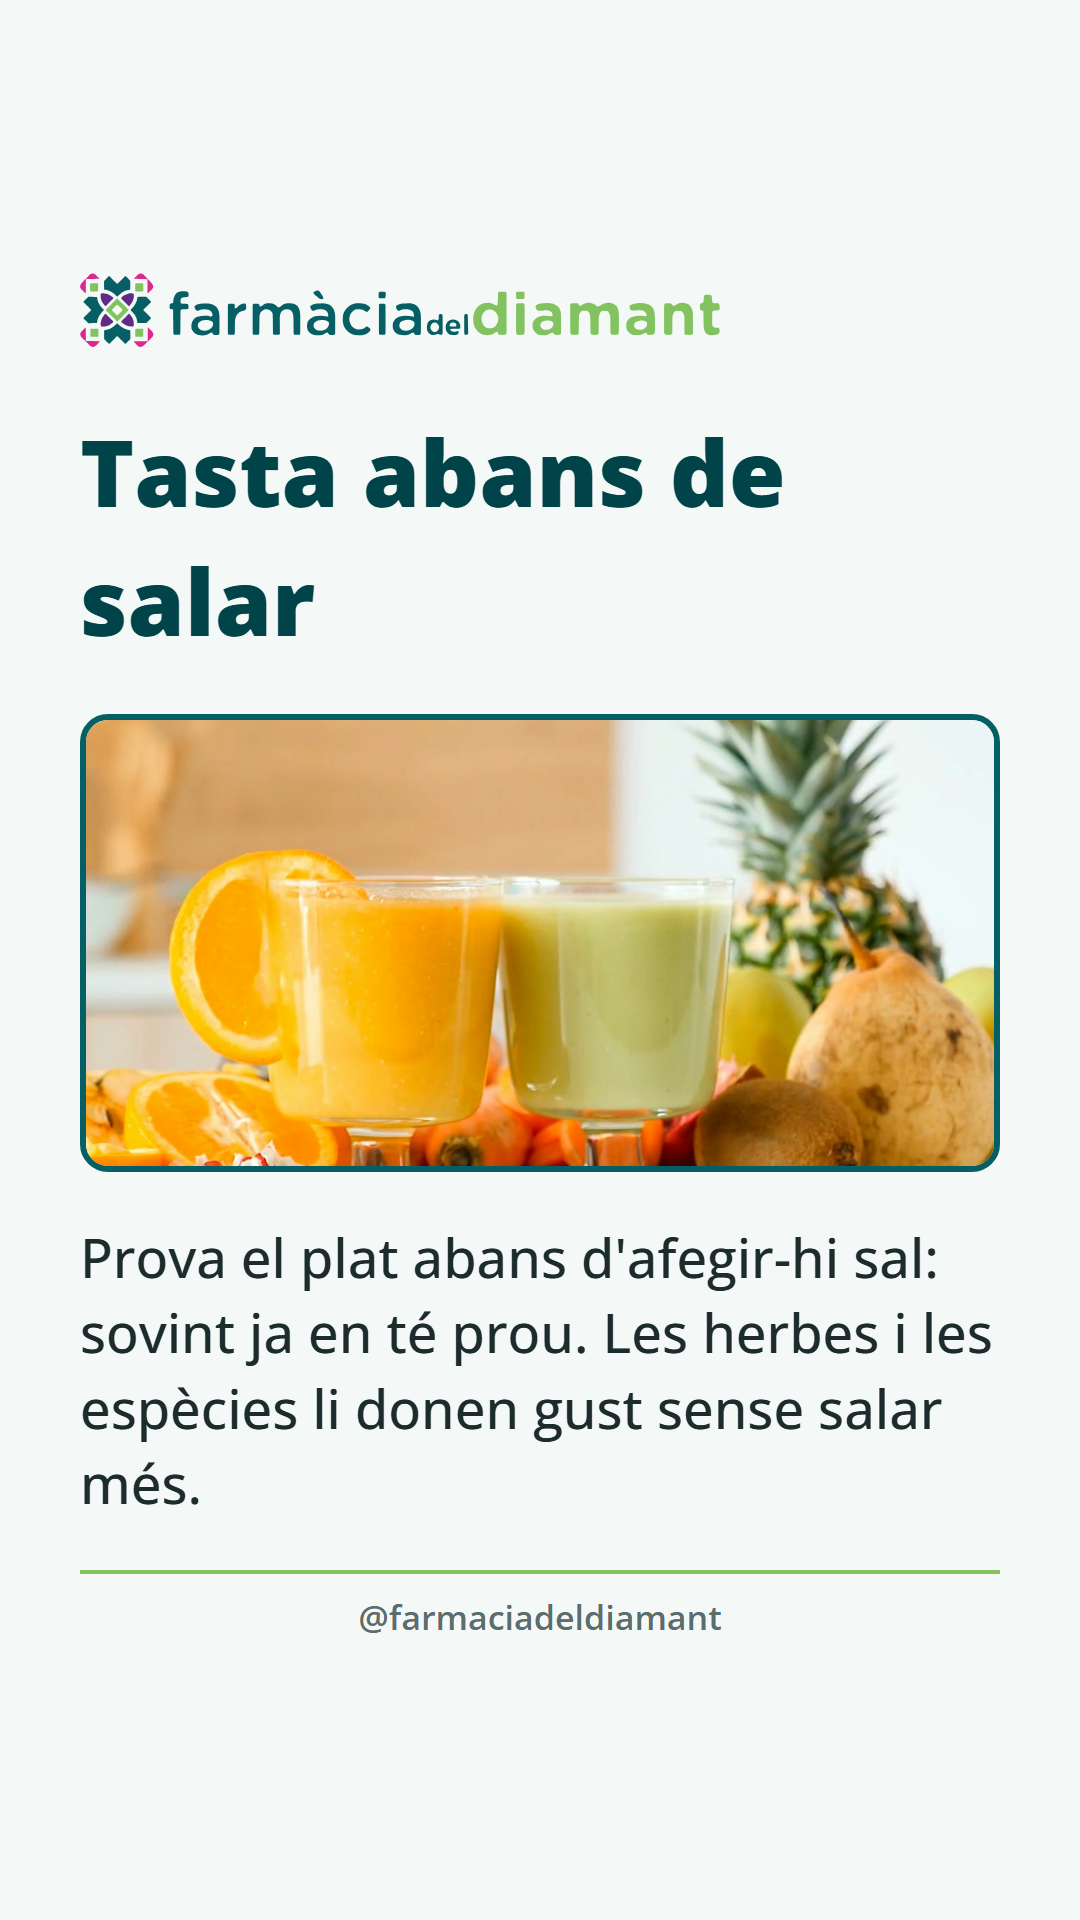 farmàciadeldiamant
Tasta abans de
salar
Prova el plat abans d'afegir-hi sal:
sovint ja en té prou. Les herbes i les
espècies li donen gust sense salar
més.
@farmaciadeldiamant